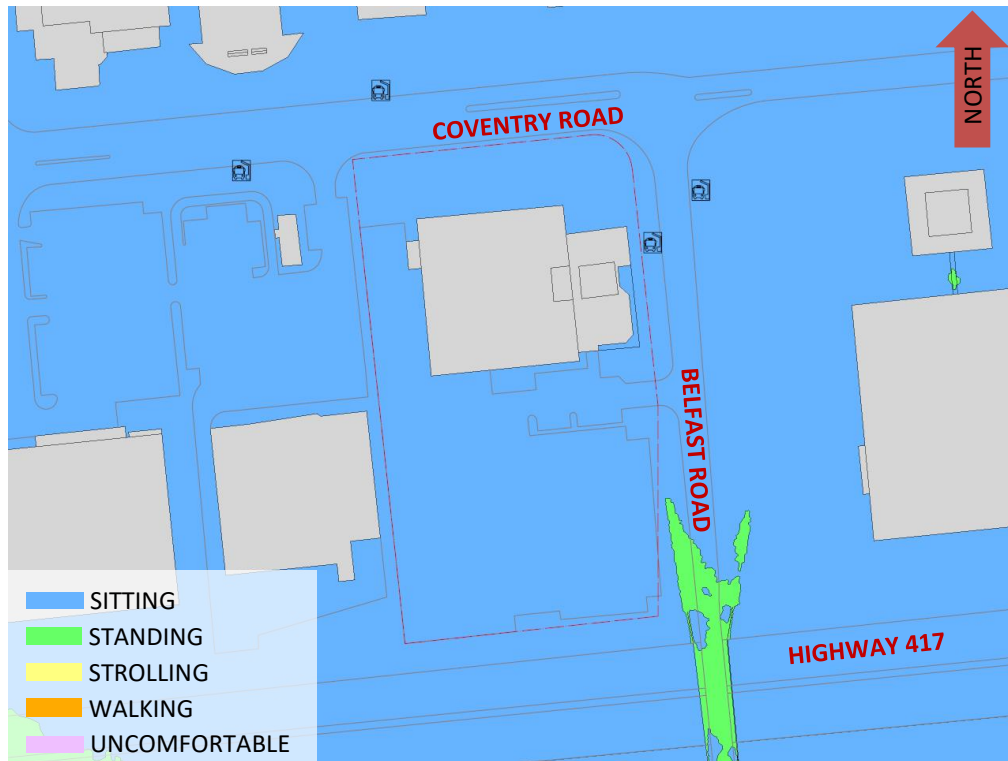 NORTH
COVENTRY ROAD
BELFAST ROAD
HIGHWAY 417
SITTING
STANDING
STROLLING
WALKING
UNCOMFORTABLE